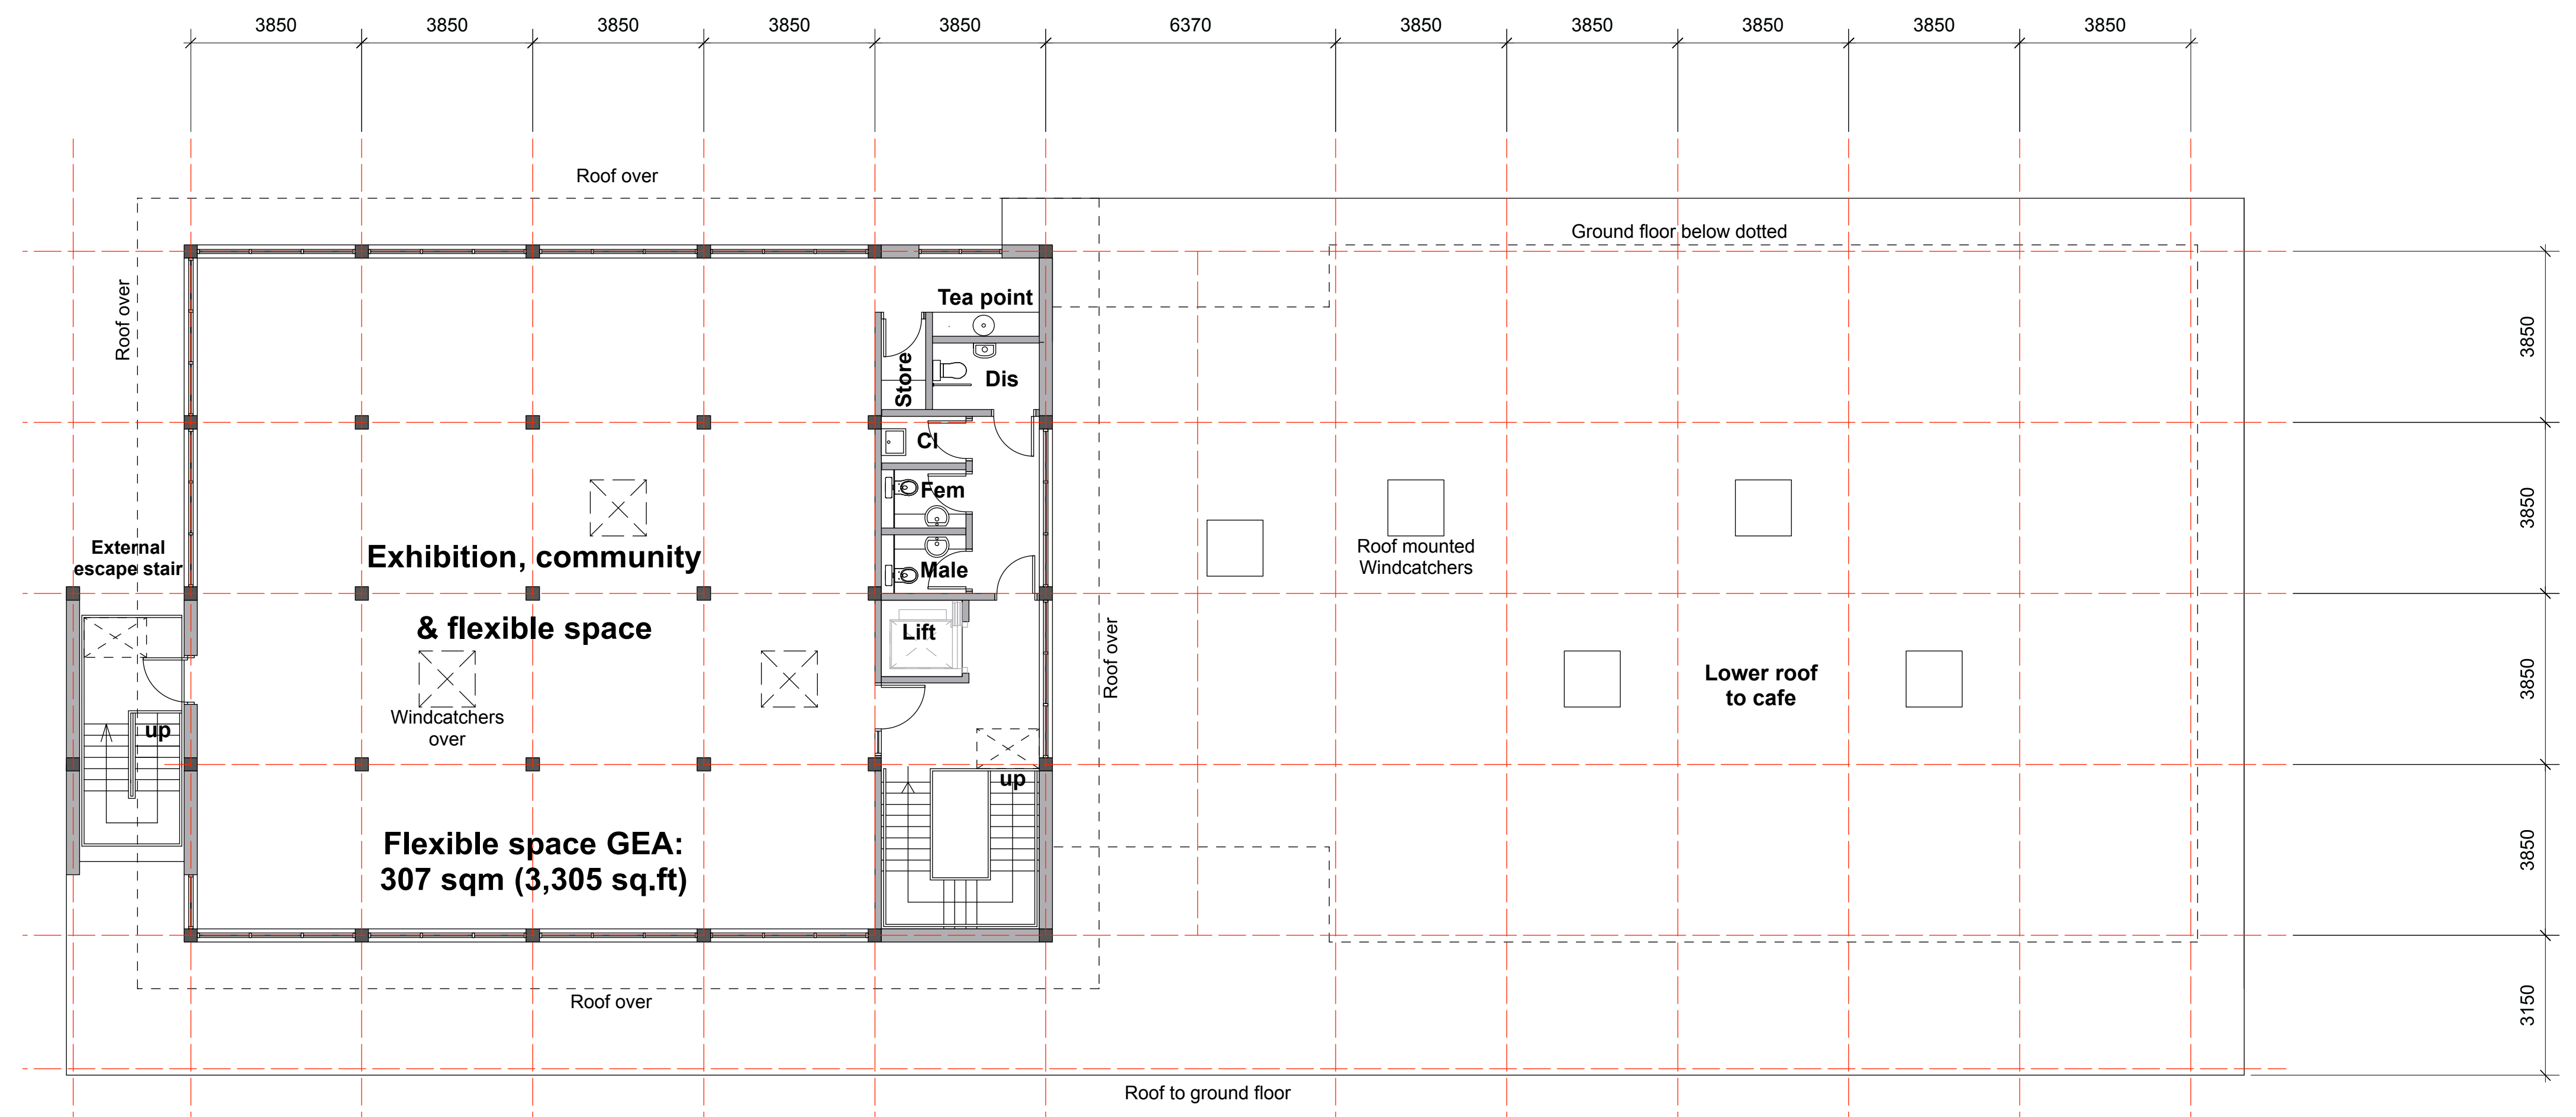 3850 3850 3850 3850 3850 6370 3850 3850 3850 3850 3850
Roof over
Ground floor below dotted
Roof over
Tea point
3850
Store
Dis
Cl
Fem
3850
External
escape stair
Exhibition, community
Male
Roof mounted
Windcatchers
& flexible space
Lift
Roof over
3850
Lower roof
to cafe
Windcatchers
over
up
up
Flexible space GEA:
307 sqm (3,305 sq.ft)
3850
Roof over
3150
Roof to ground floor